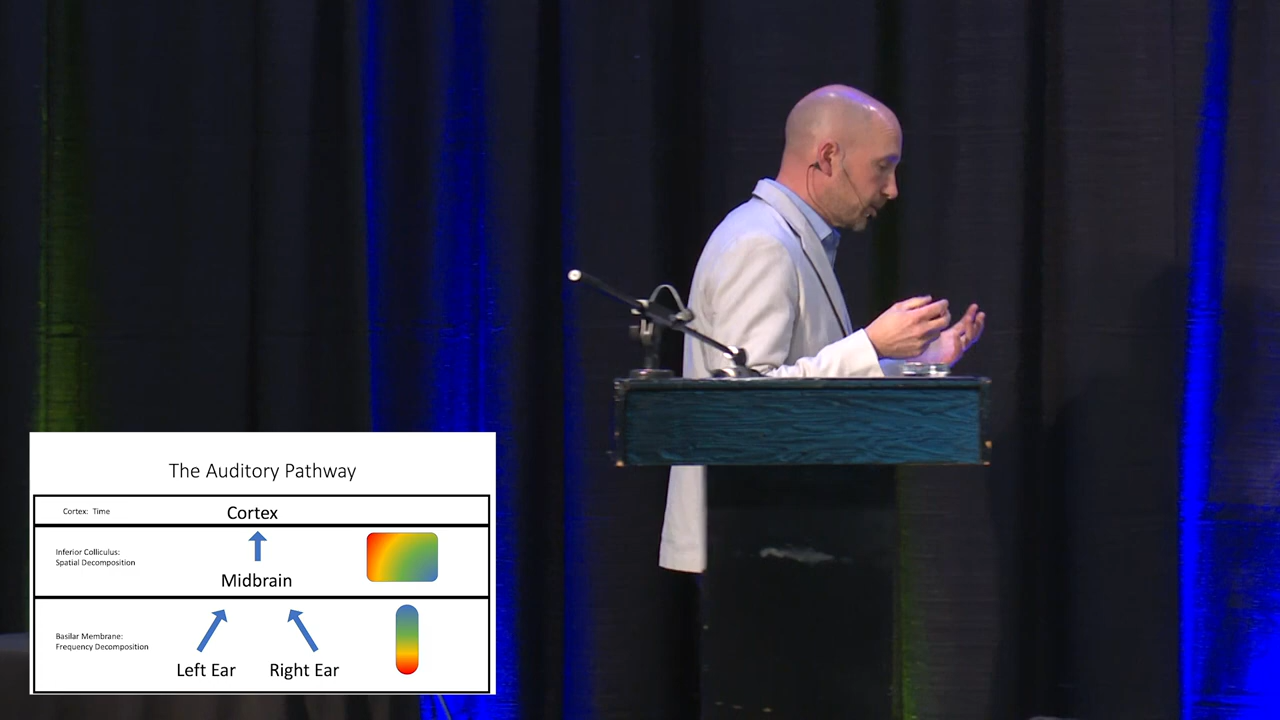 The Auditory Pathway
Cortex: Time
Cortex
Inferior Colliculus:
Spatial Decomposition
Midbrain
Basilar Membrane:
Frequency Decomposition
Left Ear
Right Ear